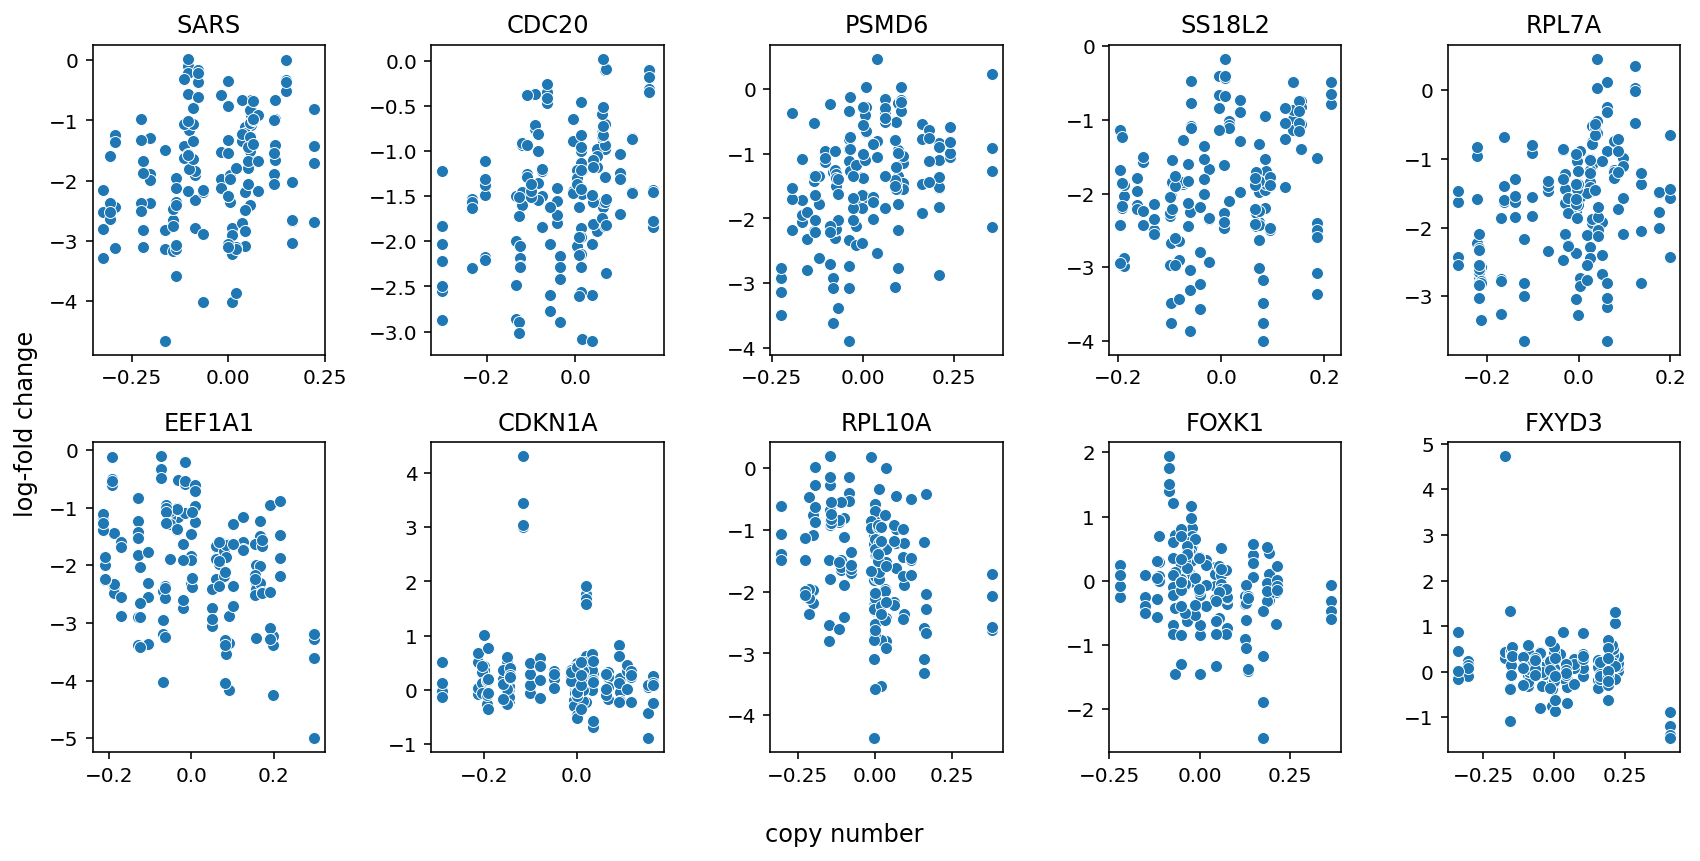 SARS CDC20 PSMD6 SS18L2 RPL7A
0 −1 −2 −3 −4
−0.25 0.00 0.25
0.0 −0.5 −1.0 −1.5 −2.0 −2.5 −3.0
−0.2 0.0
0 −1 −2 −3 −4
−0.25 0.00 0.25
0 −1 −2 −3 −4
−0.2 0.0 0.2
0 −1 −2 −3
−0.2 0.0 0.2
log-fold change
EEF1A1 CDKN1A RPL10A FOXK1 FXYD3
0 −1 −2 −3 −4 −5
−0.2 0.0 0.2
4 3 2 1 0 −1
−0.2 0.0
0 −1 −2 −3 −4
−0.25 0.00 0.25
2 1 0 −1 −2
−0.25 0.00 0.25
5 4 3 2 1 0 −1
−0.25 0.00 0.25
copy number